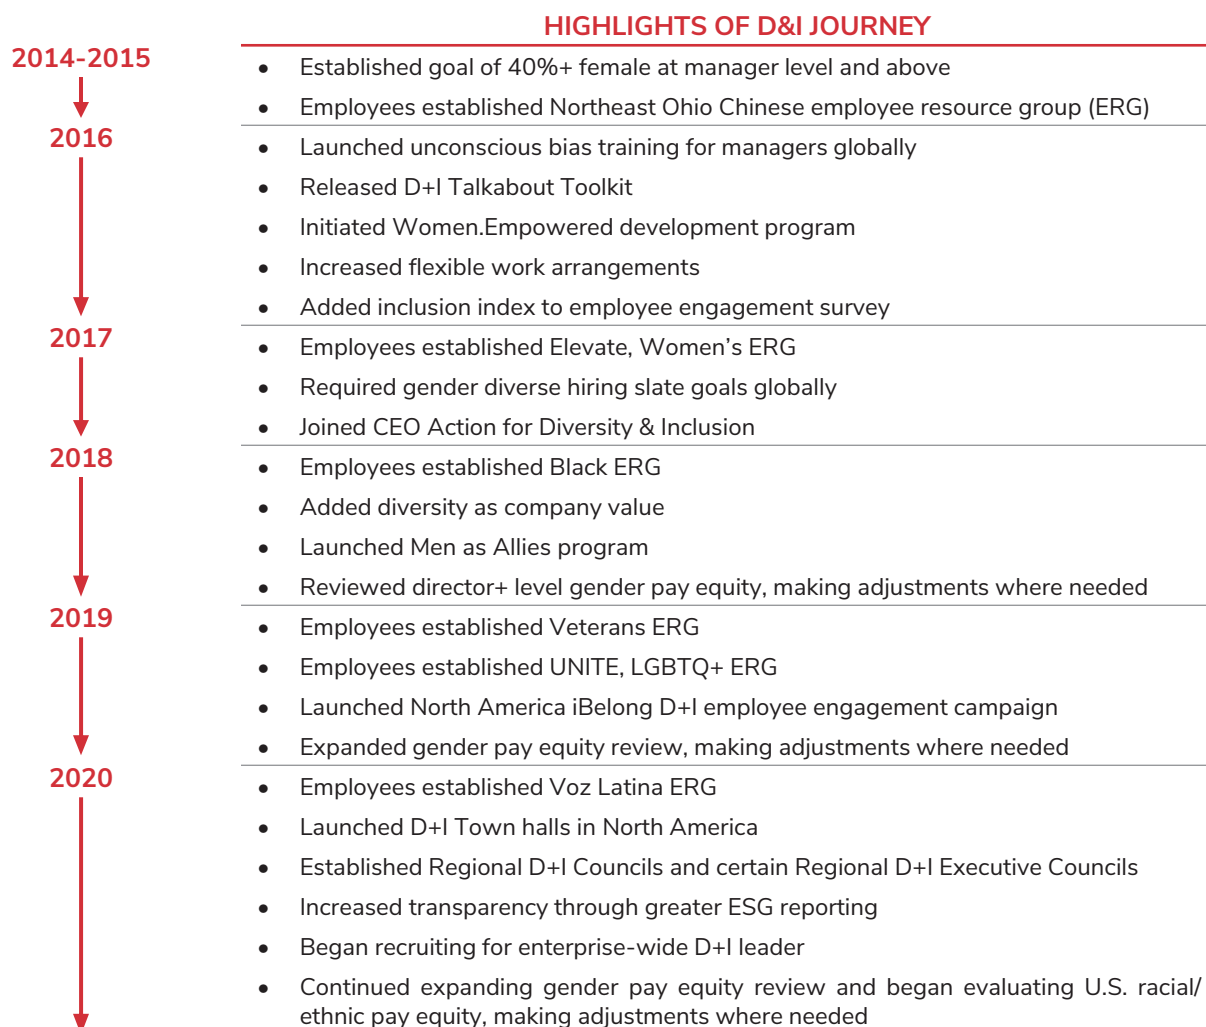 HIGHLIGHTS OF D&I JOURNEY
2014-2015
• Established goal of 40%+ female at manager level and above
• Employees established Northeast Ohio Chinese employee resource group (ERG)
2016
• Launched unconscious bias training for managers globally
• Released D+I Talkabout Toolkit
• Initiated Women.Empowered development program
• Increased flexible work arrangements
• Added inclusion index to employee engagement survey
2017
• Employees established Elevate, Women’s ERG
• Required gender diverse hiring slate goals globally
• Joined CEO Action for Diversity & Inclusion
2018
• Employees established Black ERG
• Added diversity as company value
• Launched Men as Allies program
• Reviewed director+ level gender pay equity, making adjustments where needed
2019
• Employees established Veterans ERG
• Employees established UNITE, LGBTQ+ ERG
• Launched North America iBelong D+I employee engagement campaign
• Expanded gender pay equity review, making adjustments where needed
2020
• Employees established Voz Latina ERG
• Launched D+I Town halls in North America
• Established Regional D+I Councils and certain Regional D+I Executive Councils
• Increased transparency through greater ESG reporting
• Began recruiting for enterprise-wide D+I leader
• Continued expanding gender pay equity review and began evaluating U.S. racial/
ethnic pay equity, making adjustments where needed